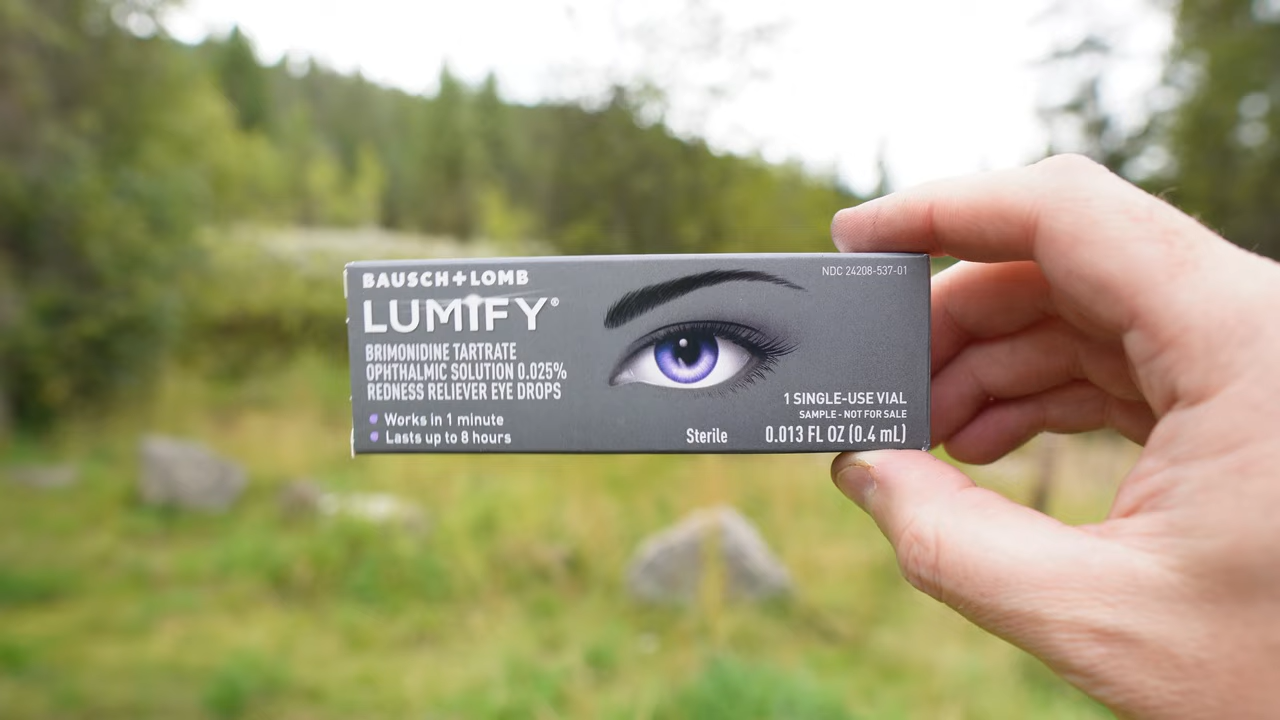 BAUSCH + LOMB
LUMIFY®
BRIMONIDINE TARTRATE
OPHTHALMIC SOLUTION 0.025%
REDNESS RELIEVER EYE DROPS
Works in 1 minute
Lasts up to 8 hours
NDC 24208-537-01
1 SINGLE-USE VIAL
SAMPLE - NOT FOR SALE
Sterile 0.013 FL OZ (0.4 mL)